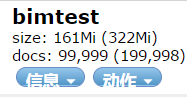 bimtest
size: 161Mi (322Mi)
docs: 99,999 (199,998)
信息 动作